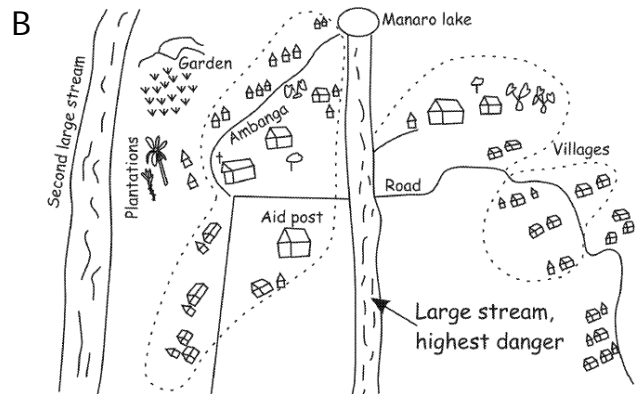 B
Manaro lake
Garden
Second large stream
Ambanga
Plantations
Villages
Road
Aid post
Large stream,
highest danger